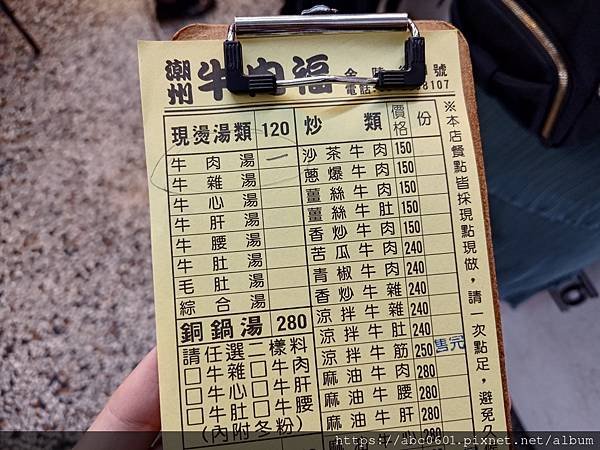 潮州
牛肉福
金陵 號
電話 8107
現燙湯類 120
牛肉湯 一
牛雜湯
牛心湯
牛肝湯
牛腰湯
牛肚湯
毛肚湯
綜合湯
銅鍋湯 280
請任選二樣料
□牛雜□牛肉
□牛心□牛肝
□牛肚□牛腰
(內附冬粉)
炒類 價格 份
沙茶牛肉 150
蔥爆牛肉 150
薑絲牛肉 150
薑絲牛肚 150
香炒牛肉 150
苦瓜牛肉 240
青椒牛肉 240
香炒牛雜 240
涼拌牛雜 240
涼拌牛肚 240
涼拌牛筋 250 售完
麻油牛肉 280
麻油牛腰 280
麻油牛肝 280
※本店餐點皆採現點現做，請一次點足，避免久
https://abc0601.pixnet.net/album